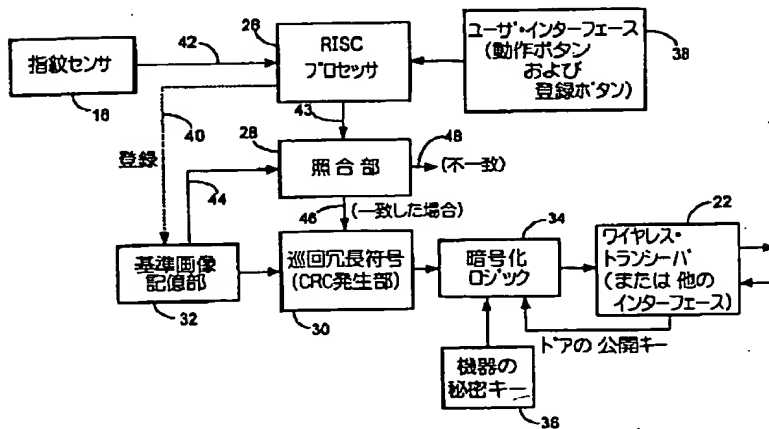 指紋センサ
18
42
26
RISC
プロセッサ
ユーザ・インターフェース
(動作ボタン
および
登録ボタン)
38
40
43
登録
28
照合部
48
(不一致)
44
46
(一致した場合)
基準画像
記憶部
32
巡回冗長符号
(CRC発生部)
30
34
暗号化
ロジック
22
ワイヤレス・
トランシーバ
(または他の
インターフェース)
ドアの公開キー
機器の
秘密キー
36